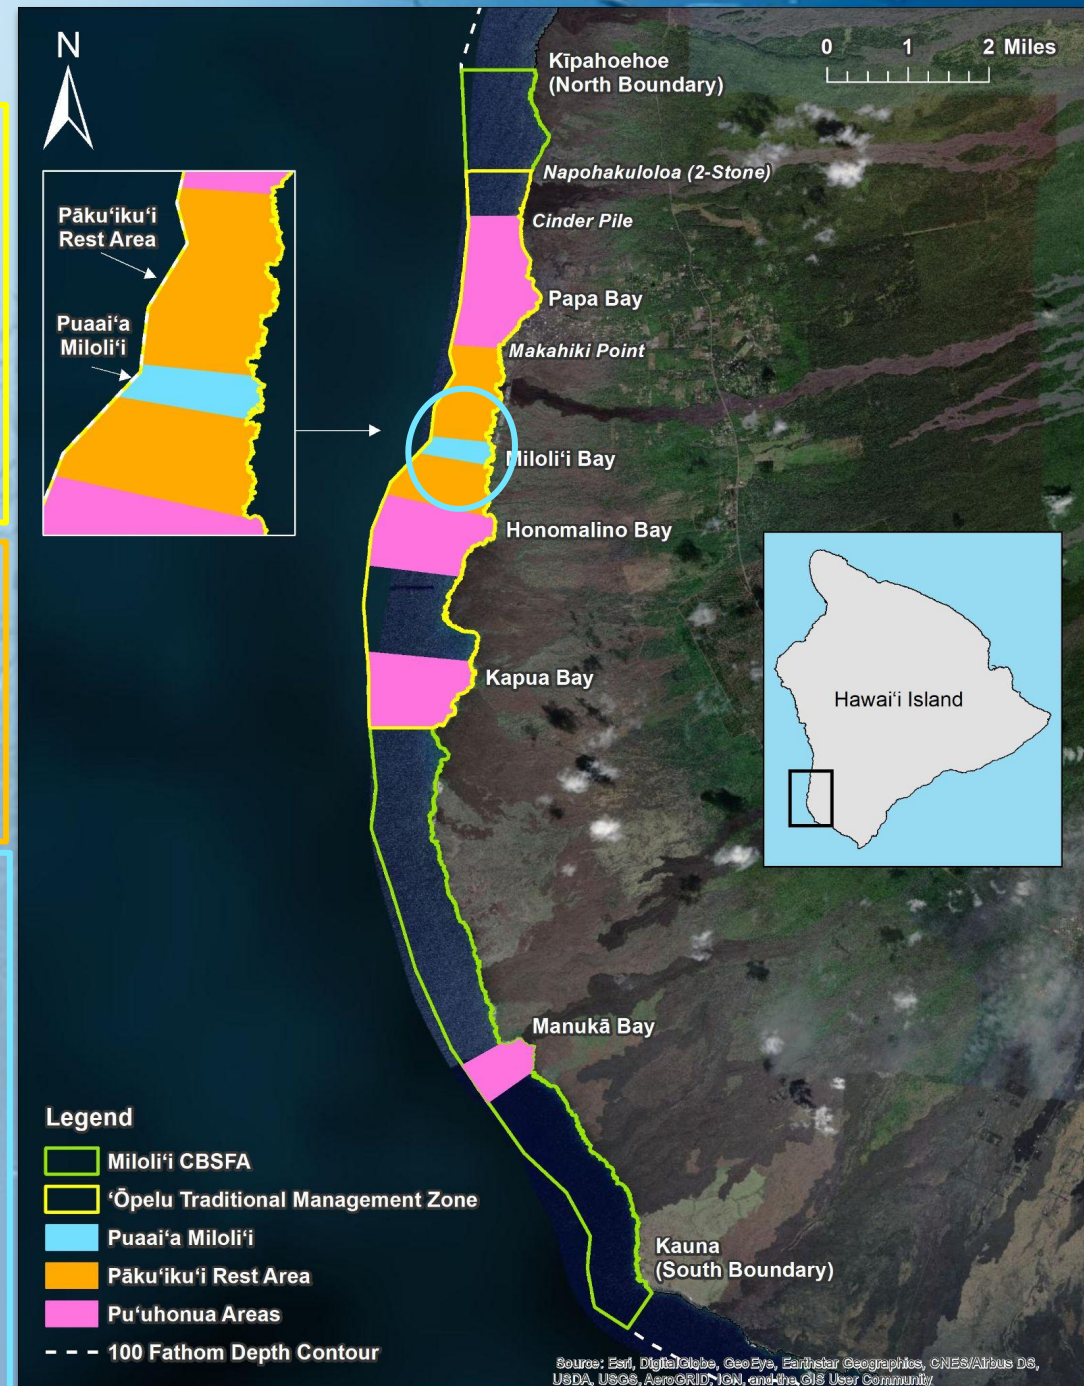 N
0 1 2 Miles
Kīpahoehoe
(North Boundary)
Napohakuloloa (2-Stone)
Cinder Pile
Pākuʻikuʻi
Rest Area
Papa Bay
Puaaiʻa
Miloliʻi
Makahiki Point
Miloliʻi Bay
Honomalino Bay
Kapua Bay
Hawaiʻi Island
Manukā Bay
Legend
Miloliʻi CBSFA
ʻŌpelu Traditional Management Zone
Puaaiʻa Miloliʻi
Pākuʻikuʻi Rest Area
Puʻuhonua Areas
100 Fathom Depth Contour
Kauna
(South Boundary)
Source: Esri, DigitalGlobe, GeoEye, Earthstar Geographics, CNES/Airbus DS,
USDA, USGS, AeroGRID, IGN, and the GIS User Community